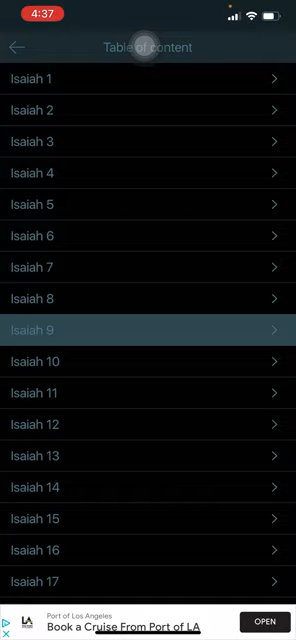 4:37
Table of content
Isaiah 1
Isaiah 2
Isaiah 3
Isaiah 4
Isaiah 5
Isaiah 6
Isaiah 7
Isaiah 8
Isaiah 9
Isaiah 10
Isaiah 11
Isaiah 12
Isaiah 13
Isaiah 14
Isaiah 15
Isaiah 16
Isaiah 17
LA
Port of Los Angeles
Book a Cruise From Port of LA
OPEN